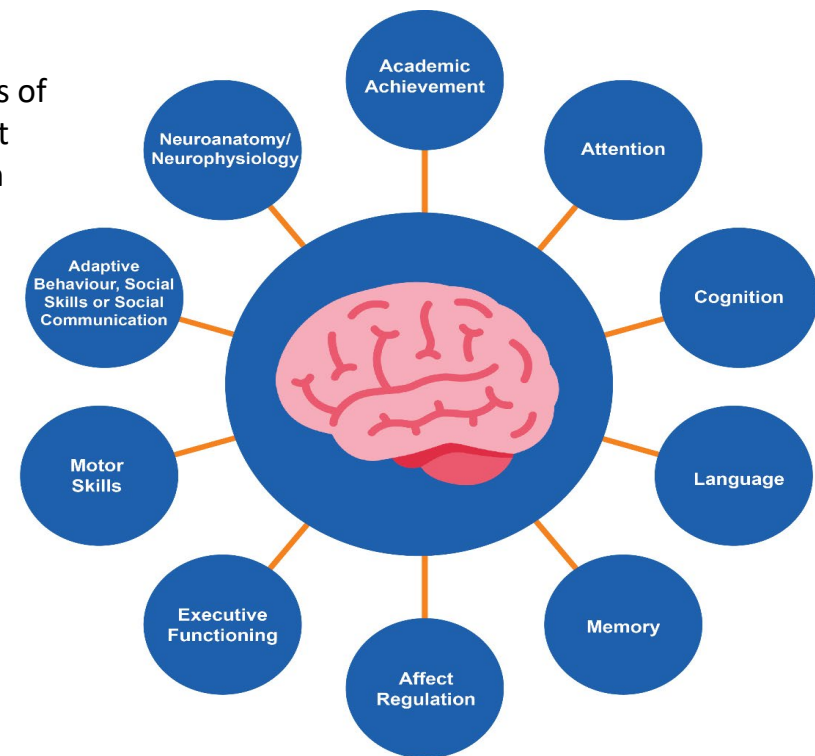 s of
t
n
Academic
Achievement
Attention
Cognition
Language
Memory
Affect
Regulation
Executive
Functioning
Motor
Skills
Adaptive
Behaviour, Social
Skills or Social
Communication
Neuroanatomy/
Neurophysiology